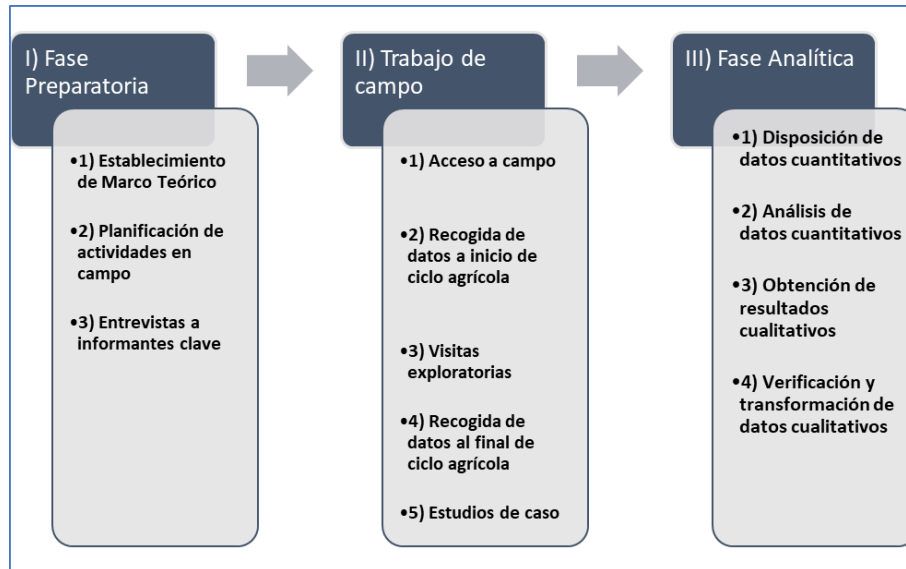 I) Fase
Preparatoria
•1) Establecimiento
de Marco Teórico
•2) Planificación de
actividades en
campo
•3) Entrevistas a
informantes clave
II) Trabajo de
campo
•1) Acceso a campo
•2) Recogida de
datos a inicio de
ciclo agrícola
•3) Visitas
exploratorias
•4) Recogida de
datos al final de
ciclo agrícola
•5) Estudios de caso
III) Fase Analítica
•1) Disposición de
datos cuantitativos
•2) Análisis de
datos cuantitativos
•3) Obtención de
resultados
cualitativos
•4) Verificación y
transformación de
datos cualitativos